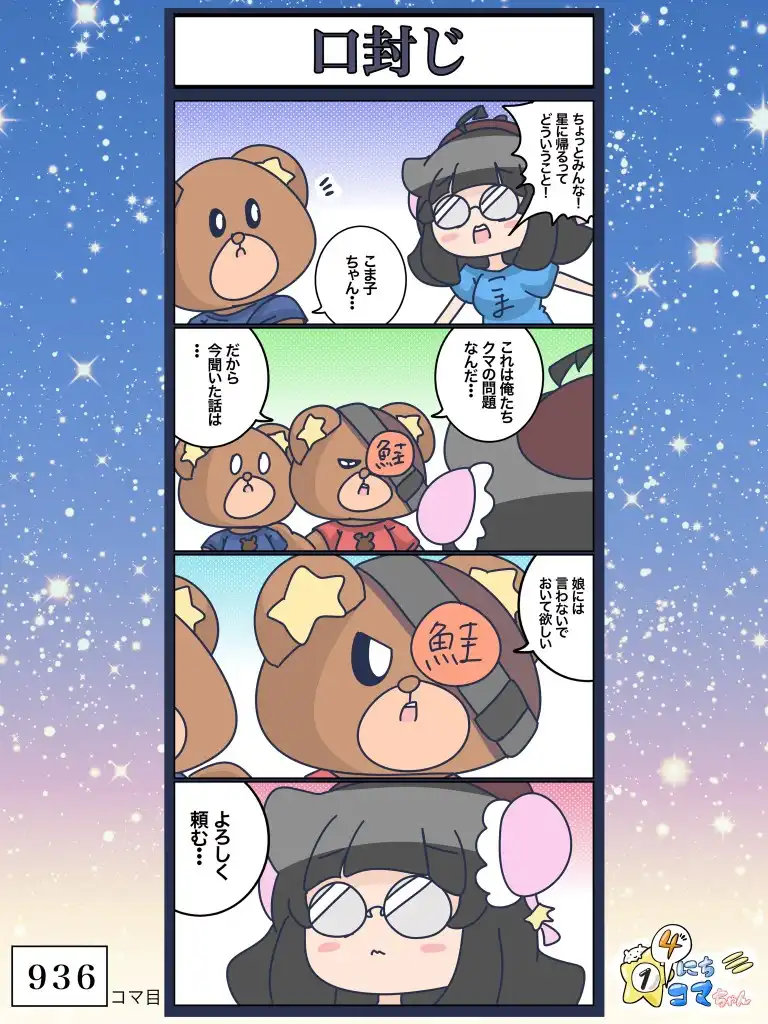 口封じ
ちょっとみんな！
星に帰るって
どういうこと！
こま子
ちゃん…
こま
これは俺たち
クマの問題
なんだ…
だから
今聞いた話は
…
鮭
娘には
言わないで
おいて欲しい
鮭
よろしく
頼む…
936
コマ目
1
にち
4
コマ
ちゃん